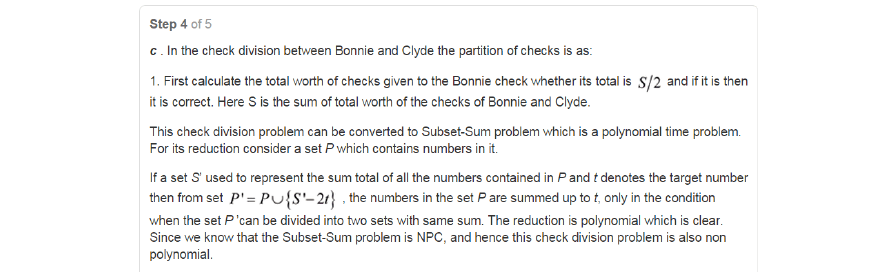 Step 4 of 5
c . In the check division between Bonnie and Clyde the partition of checks is as:
1. First calculate the total worth of checks given to the Bonnie check whether its total is S/2 and if it is then
it is correct. Here S is the sum of total worth of the checks of Bonnie and Clyde.
This check division problem can be converted to Subset-Sum problem which is a polynomial time problem.
For its reduction consider a set P which contains numbers in it.
If a set S' used to represent the sum total of all the numbers contained in P and t denotes the target number
then from set P'= P∪{S'−2t} , the numbers in the set P are summed up to t, only in the condition
when the set P'can be divided into two sets with same sum. The reduction is polynomial which is clear.
Since we know that the Subset-Sum problem is NPC, and hence this check division problem is also non
polynomial.